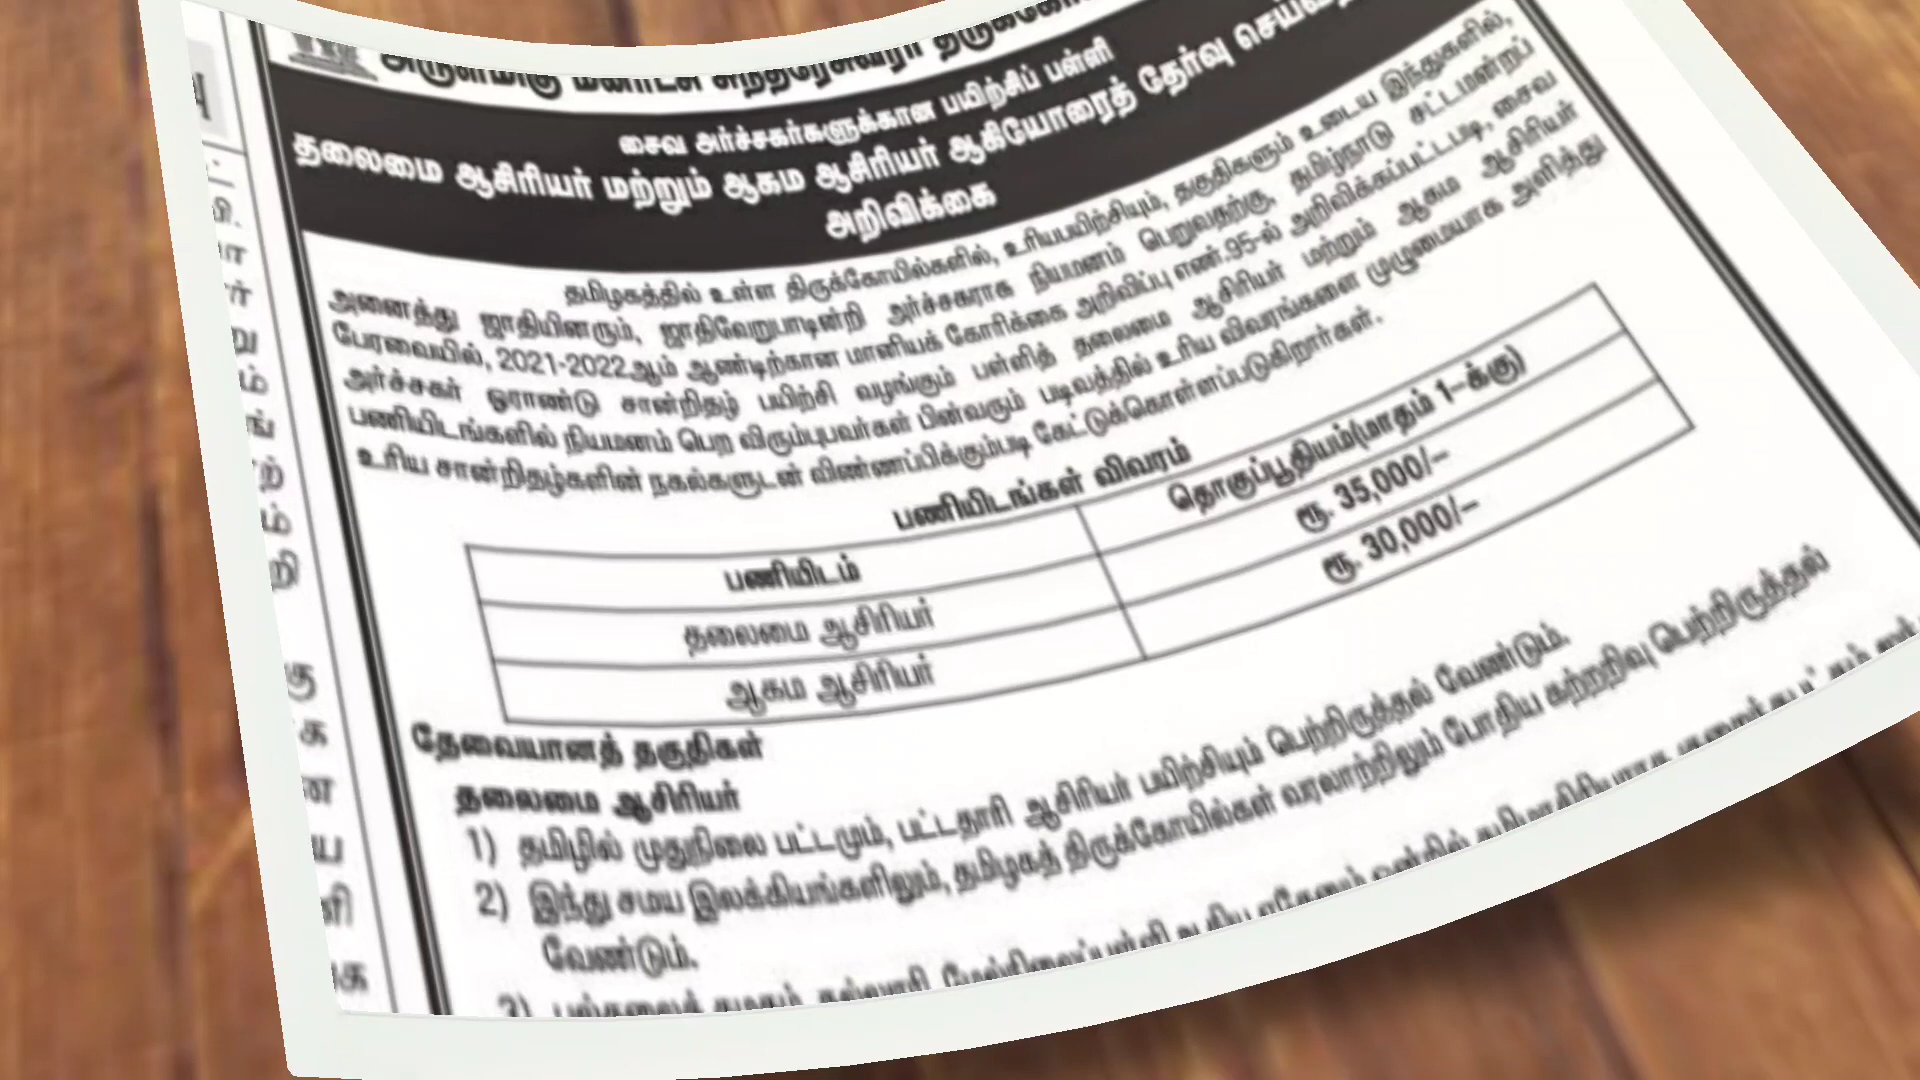 அருள்மிகு மீனாட்சி சுந்தரேசுவரர்
சைவ அர்ச்சகர்களுக்கான பயிற்சிப் பள்ளி
தலைமை ஆசிரியர் மற்றும் ஆகம ஆசிரியர் ஆகியோரைத் தேர்வு
அறிவிக்கை
தமிழகத்தில் உள்ள திருக்கோயில்களில், உரியபயிற்சியும், தகுதிகளும் உடைய இந்துகளில்,
அனைத்து ஜாதியினரும், ஜாதிவேறுபாடின்றி அர்ச்சகராக நியமனம் பெறுவதற்கு, தமிழ்நாடு சட்டமன்றப்
பேரவையில், 2021-2022ஆம் ஆண்டிற்கான மானியக் கோரிக்கை அறிவிப்பு எண்.95-ல் அறிவிக்கப்பட்டபடி, சைவ
அர்ச்சகர் ஓராண்டு சான்றிதழ் பயிற்சி வழங்கும் பள்ளித் தலைமை ஆசிரியர் மற்றும் ஆகம ஆசிரியர்
பணியிடங்களில் நியமனம் பெற விரும்புபவர்கள் பின்வரும் படிவத்தில் உரிய விவரங்களை முழுமையாக அளித்து
உரிய சான்றிதழ்களின் நகல்களுடன் விண்ணப்பிக்கும்படி கேட்டுக்கொள்ளப்படுகிறார்கள்.
பணியிடங்கள் விவரம்
பணியிடம் தொகுப்பூதியம்(மாதம் 1-க்கு)
தலைமை ஆசிரியர் ரூ. 35,000/-
ஆகம ஆசிரியர் ரூ. 30,000/-
தேவையானத் தகுதிகள்
தலைமை ஆசிரியர்
1) தமிழில் முதுநிலை பட்டமும், பட்டதாரி ஆசிரியர் பயிற்சியும் பெற்றிருத்தல் வேண்டும்.
2) இந்து சமய இலக்கியங்களிலும், தமிழகத் திருக்கோயில்கள் வரலாற்றிலும் போதிய கற்றறிவு பெற்றிருத்தல்
வேண்டும்.